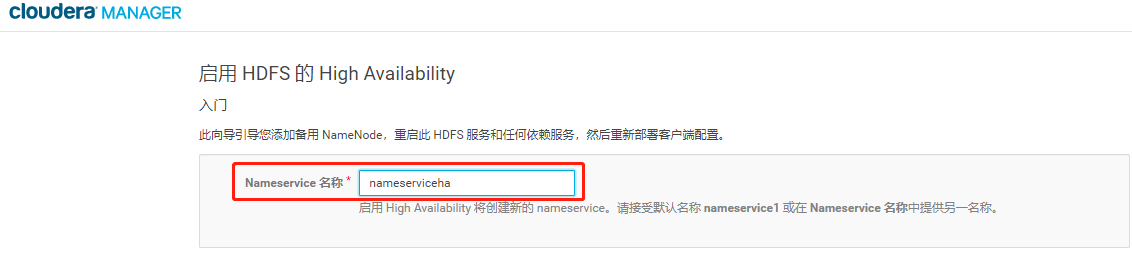 cloudera MANAGER
启用 HDFS 的 High Availability
入门
此向导引导您添加备用 NameNode，重启此 HDFS 服务和任何依赖服务，然后重新部署客户端配置。
Nameservice 名称 * nameserviceha
启用 High Availability 将创建新的 nameservice。请接受默认名称 nameservice1 或在 Nameservice 名称中提供另一名称。